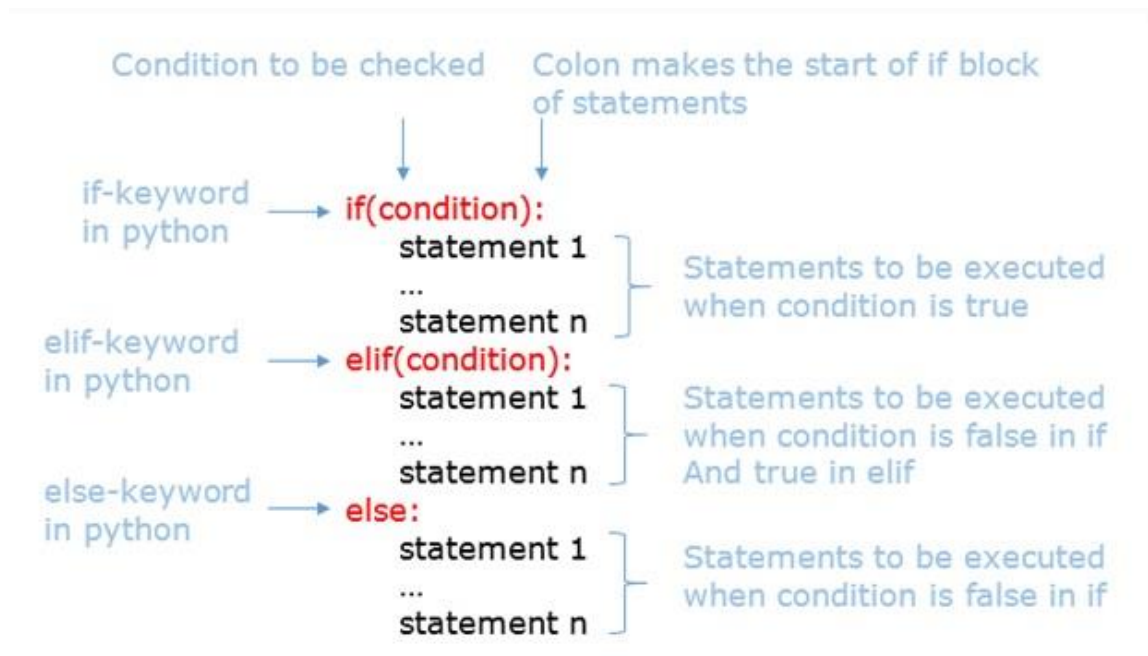 Condition to be checked
Colon makes the start of if block
of statements
if-keyword
in python
if(condition):
statement 1
...
statement n
Statements to be executed
when condition is true
elif-keyword
in python
elif(condition):
statement 1
...
statement n
Statements to be executed
when condition is false in if
And true in elif
else-keyword
in python
else:
statement 1
...
statement n
Statements to be executed
when condition is false in if